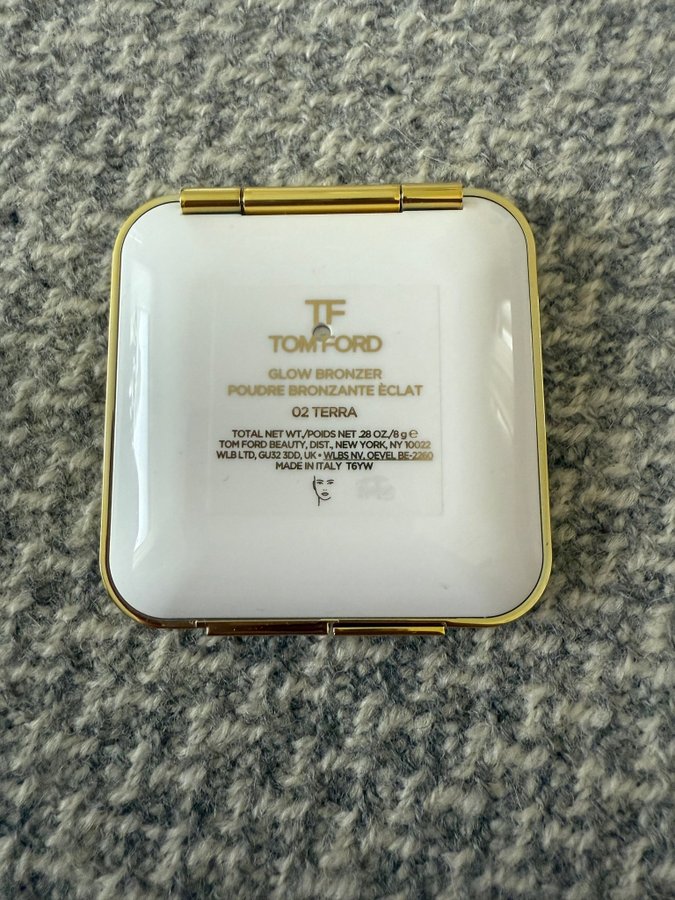 TF
TOM FORD
GLOW BRONZER
POUDRE BRONZANTE ÈCLAT
02 TERRA
TOTAL NET WT./POIDS NET .28 OZ./8 g ℮
TOM FORD BEAUTY, DIST., NEW YORK, NY 10022
WLB LTD, GU32 3DD, UK • WLBS NV, OEVEL BE-2260
MADE IN ITALY T6YW